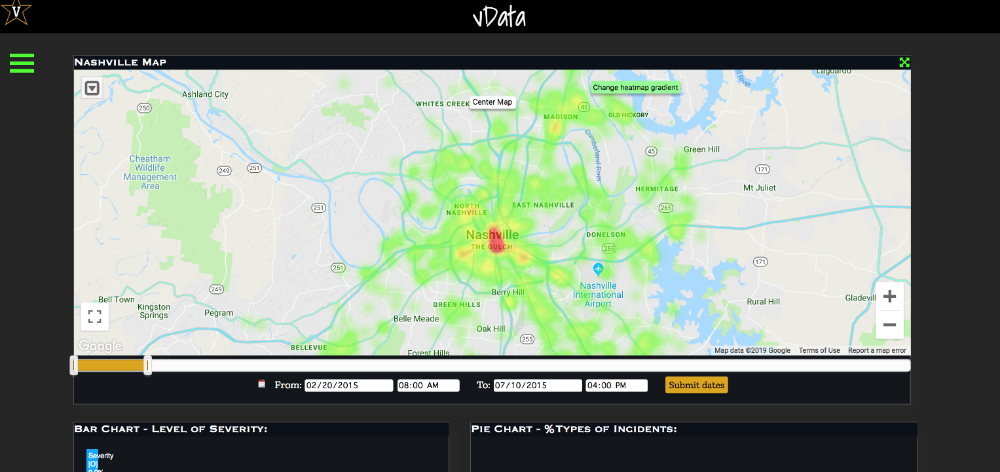 V
vData
Nashville Map
Laguardo
d River
Ashland City
Change heatmap gradient
WHITES CREEK
Center Map
45
250
MADISON
OLD HICKORY
Cumberland River
45
Green Hill
Cheatham
Wildlife
Management
Area
249
251
171
HERMITAGE
Mt Juliet
251
NORTH
NASHVILLE
EAST NASHVILLE
265
Nashville
THE GULCH
DONELSON
255
251
171
Nashville
International
Airport
249
Berry Hill
Bell Town
Kingston
Springs
Pegram
GREEN HILLS
Belle Meade
Oak Hill
Rural Hill
Gladevill
255
Google
BELLEVUE
Forest Hills
Map data ©2019 Google
Terms of Use
Report a map error
From: 02/20/2015 08:00 AM To: 07/10/2015 04:00 PM Submit dates
Bar Chart - Level of Severity:
Pie Chart - %Types of Incidents:
Severity
[O]